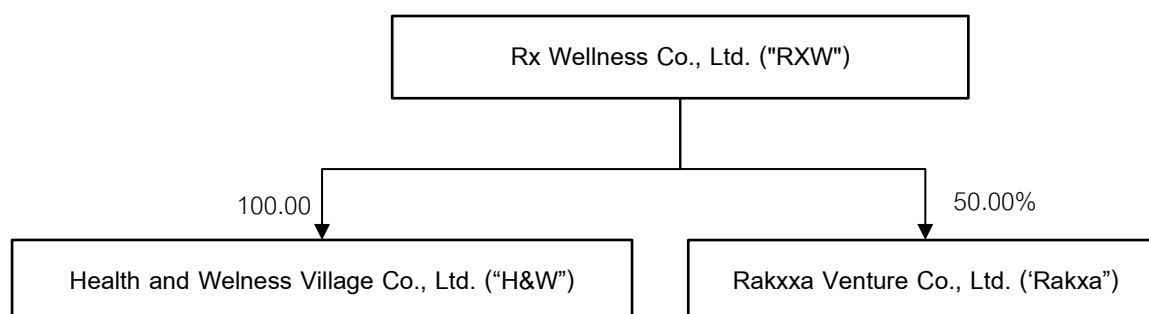 Rx Wellness Co., Ltd. ("RXW")
100.00
50.00%
Health and Welness Village Co., Ltd. (“H&W”)
Rakxxa Venture Co., Ltd. (‘Rakxa”)